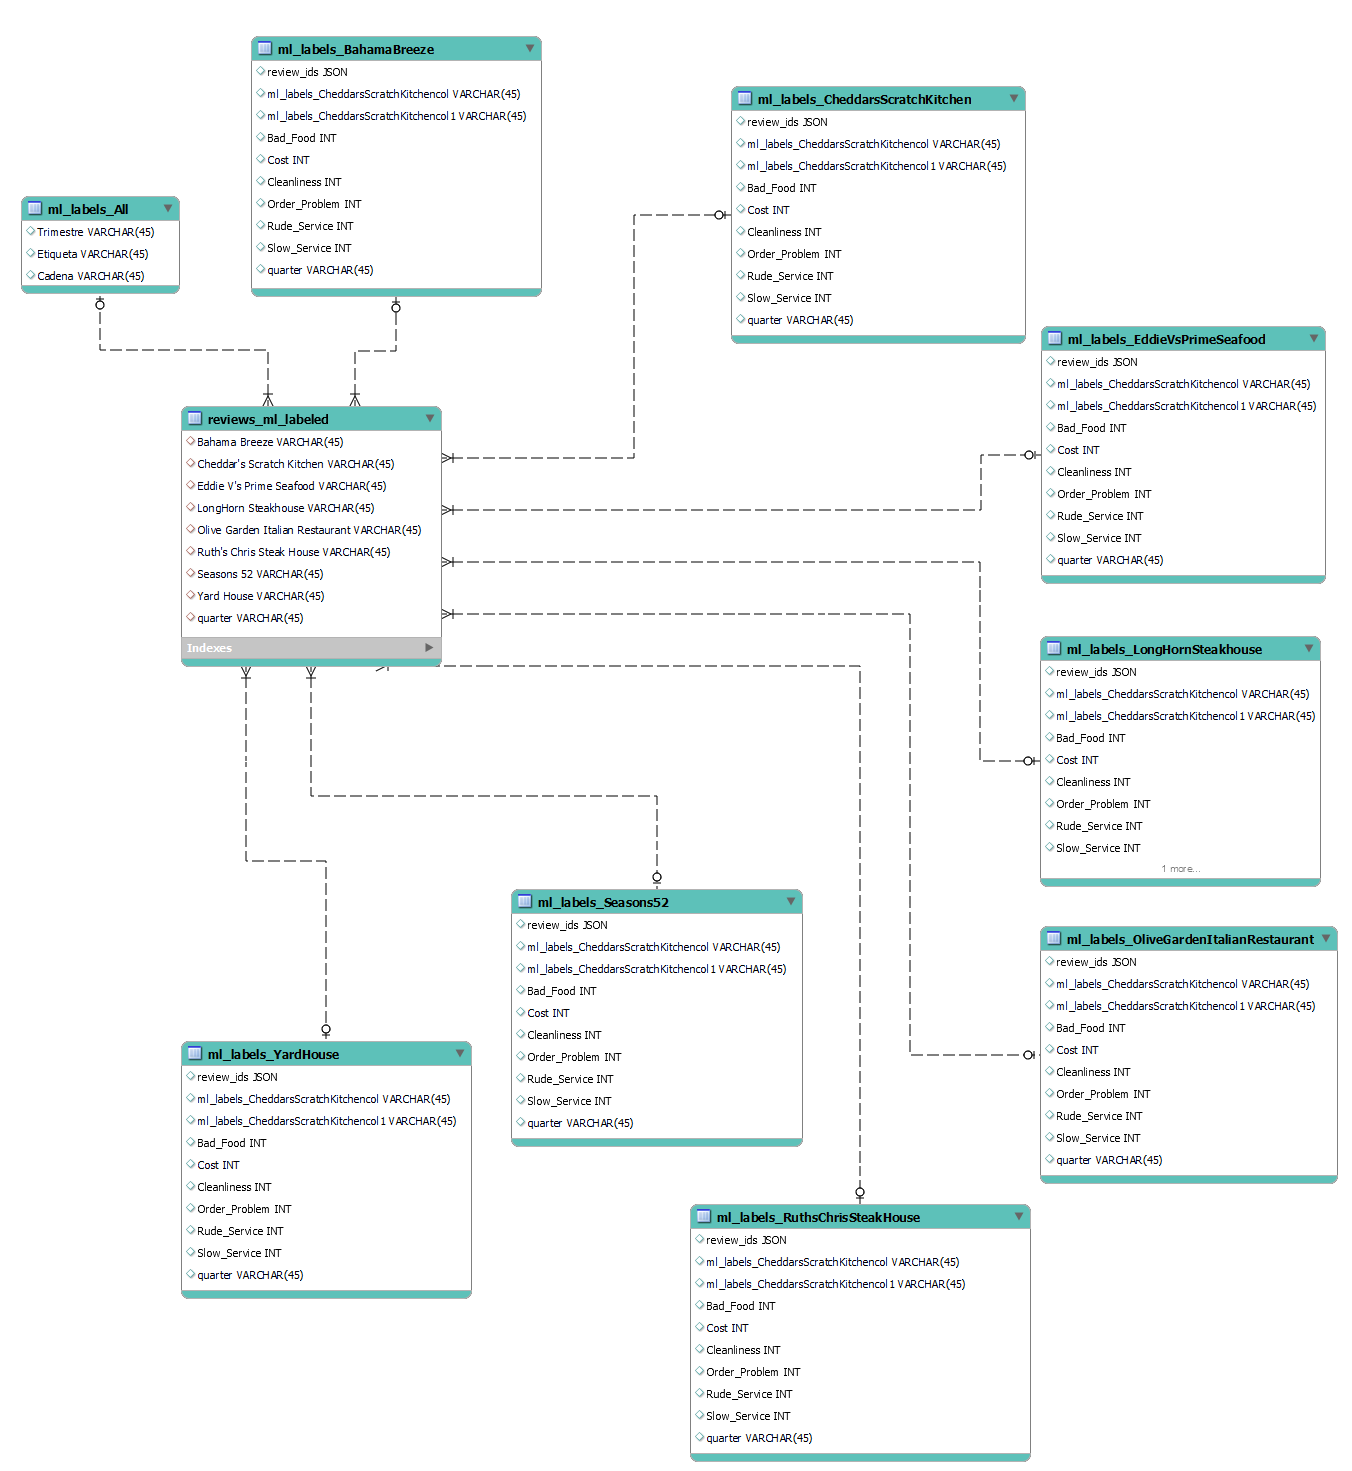 ml_labels_BahamaBreeze
review_ids JSON
ml_labels_CheddarsScratchKitchencol VARCHAR(45)
ml_labels_CheddarsScratchKitchencol1 VARCHAR(45)
Bad_Food INT
Cost INT
Cleanliness INT
Order_Problem INT
Rude_Service INT
Slow_Service INT
quarter VARCHAR(45)
ml_labels_CheddarsScratchKitchen
review_ids JSON
ml_labels_CheddarsScratchKitchencol VARCHAR(45)
ml_labels_CheddarsScratchKitchencol1 VARCHAR(45)
Bad_Food INT
Cost INT
Cleanliness INT
Order_Problem INT
Rude_Service INT
Slow_Service INT
quarter VARCHAR(45)
ml_labels_All
Trimestre VARCHAR(45)
Etiqueta VARCHAR(45)
Cadena VARCHAR(45)
ml_labels_EddieVsPrimeSeafood
review_ids JSON
ml_labels_CheddarsScratchKitchencol VARCHAR(45)
ml_labels_CheddarsScratchKitchencol1 VARCHAR(45)
Bad_Food INT
Cost INT
Cleanliness INT
Order_Problem INT
Rude_Service INT
Slow_Service INT
quarter VARCHAR(45)
reviews_ml_labeled
Bahama Breeze VARCHAR(45)
Cheddar's Scratch Kitchen VARCHAR(45)
Eddie V's Prime Seafood VARCHAR(45)
LongHorn Steakhouse VARCHAR(45)
Olive Garden Italian Restaurant VARCHAR(45)
Ruth's Chris Steak House VARCHAR(45)
Seasons 52 VARCHAR(45)
Yard House VARCHAR(45)
quarter VARCHAR(45)
Indexes
ml_labels_LongHornSteakhouse
review_ids JSON
ml_labels_CheddarsScratchKitchencol VARCHAR(45)
ml_labels_CheddarsScratchKitchencol1 VARCHAR(45)
Bad_Food INT
Cost INT
Cleanliness INT
Order_Problem INT
Rude_Service INT
Slow_Service INT
1 more...
ml_labels_Seasons52
review_ids JSON
ml_labels_CheddarsScratchKitchencol VARCHAR(45)
ml_labels_CheddarsScratchKitchencol1 VARCHAR(45)
Bad_Food INT
Cost INT
Cleanliness INT
Order_Problem INT
Rude_Service INT
Slow_Service INT
quarter VARCHAR(45)
ml_labels_OliveGardenItalianRestaurant
review_ids JSON
ml_labels_CheddarsScratchKitchencol VARCHAR(45)
ml_labels_CheddarsScratchKitchencol1 VARCHAR(45)
Bad_Food INT
Cost INT
Cleanliness INT
Order_Problem INT
Rude_Service INT
Slow_Service INT
quarter VARCHAR(45)
ml_labels_YardHouse
review_ids JSON
ml_labels_CheddarsScratchKitchencol VARCHAR(45)
ml_labels_CheddarsScratchKitchencol1 VARCHAR(45)
Bad_Food INT
Cost INT
Cleanliness INT
Order_Problem INT
Rude_Service INT
Slow_Service INT
quarter VARCHAR(45)
ml_labels_RuthsChrisSteakHouse
review_ids JSON
ml_labels_CheddarsScratchKitchencol VARCHAR(45)
ml_labels_CheddarsScratchKitchencol1 VARCHAR(45)
Bad_Food INT
Cost INT
Cleanliness INT
Order_Problem INT
Rude_Service INT
Slow_Service INT
quarter VARCHAR(45)